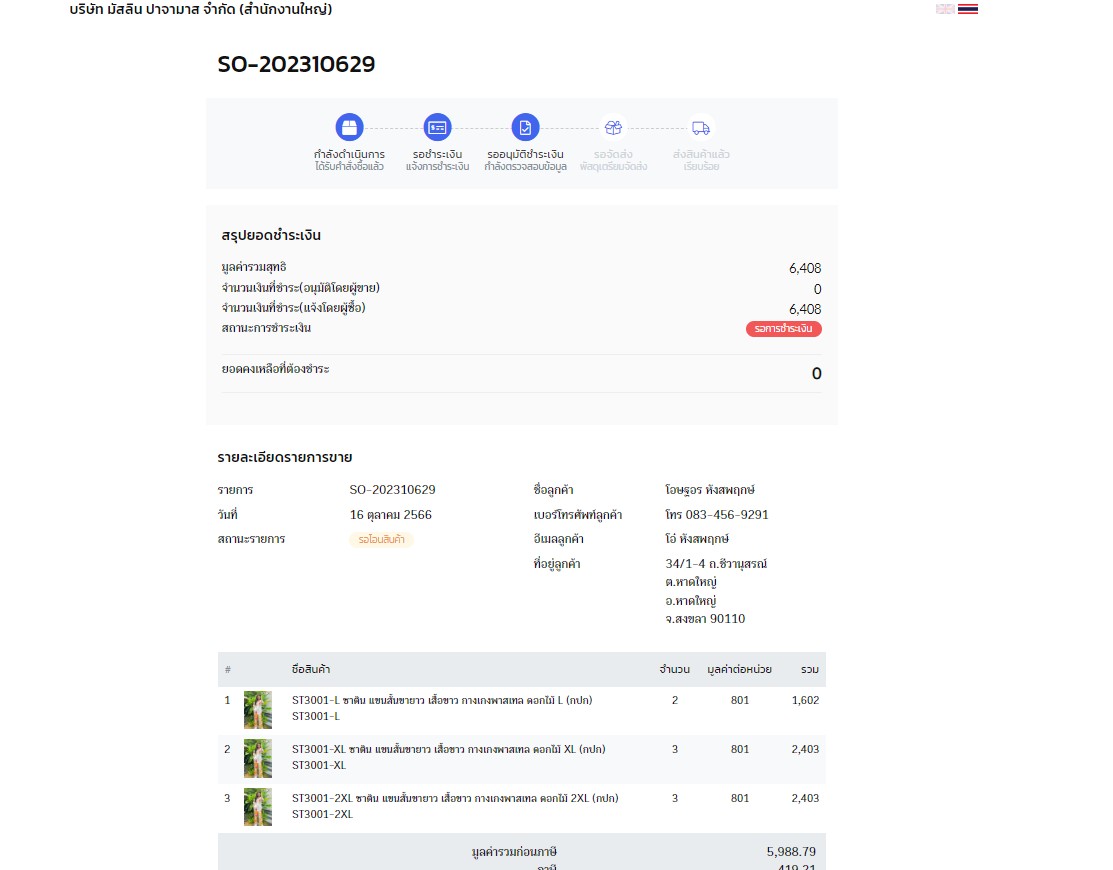 บริษัท มัสลิน ปาจามาส จำกัด (สำนักงานใหญ่)
SO-202310629
กำลังดำเนินการ รอชำระเงิน รออนุมัติชำระเงิน รอจัดส่ง ส่งสินค้าแล้ว
ได้รับคำสั่งซื้อแล้ว แจ้งการชำระเงิน กำลังตรวจสอบข้อมูล พัสดุเตรียมจัดส่ง เรียบร้อย
สรุปยอดชำระเงิน
มูลค่ารวมสุทธิ 6,408
จำนวนเงินที่ชำระ(อนุมัติโดยผู้ขาย) 0
จำนวนเงินที่ชำระ(แจ้งโดยผู้ซื้อ) 6,408
สถานะการชำระเงิน รอการชำระเงิน
ยอดคงเหลือที่ต้องชำระ 0
รายละเอียดรายการขาย
รายการ SO-202310629 ชื่อลูกค้า โอษฐอร หังสพฤกษ์
วันที่ 16 ตุลาคม 2566 เบอร์โทรศัพท์ลูกค้า โทร 083-456-9291
สถานะรายการ รอโอนสินค้า อีเมลลูกค้า โอ๋ หังสพฤกษ์
ที่อยู่ลูกค้า 34/1-4 ถ.ชีวานุสรณ์
ต.หาดใหญ่
อ.หาดใหญ่
จ.สงขลา 90110
# ชื่อสินค้า จำนวน มูลค่าต่อหน่วย รวม
1 ST3001-L ซาติน แขนสั้นขายาว เสื้อขาว กางเกงพาสเทล ดอกไม้ L (กปก) 2 801 1,602
ST3001-L
2 ST3001-XL ซาติน แขนสั้นขายาว เสื้อขาว กางเกงพาสเทล ดอกไม้ XL (กปก) 3 801 2,403
ST3001-XL
3 ST3001-2XL ซาติน แขนสั้นขายาว เสื้อขาว กางเกงพาสเทล ดอกไม้ 2XL (กปก) 3 801 2,403
ST3001-2XL
มูลค่ารวมก่อนภาษี 5,988.79
ภาษี 419.21